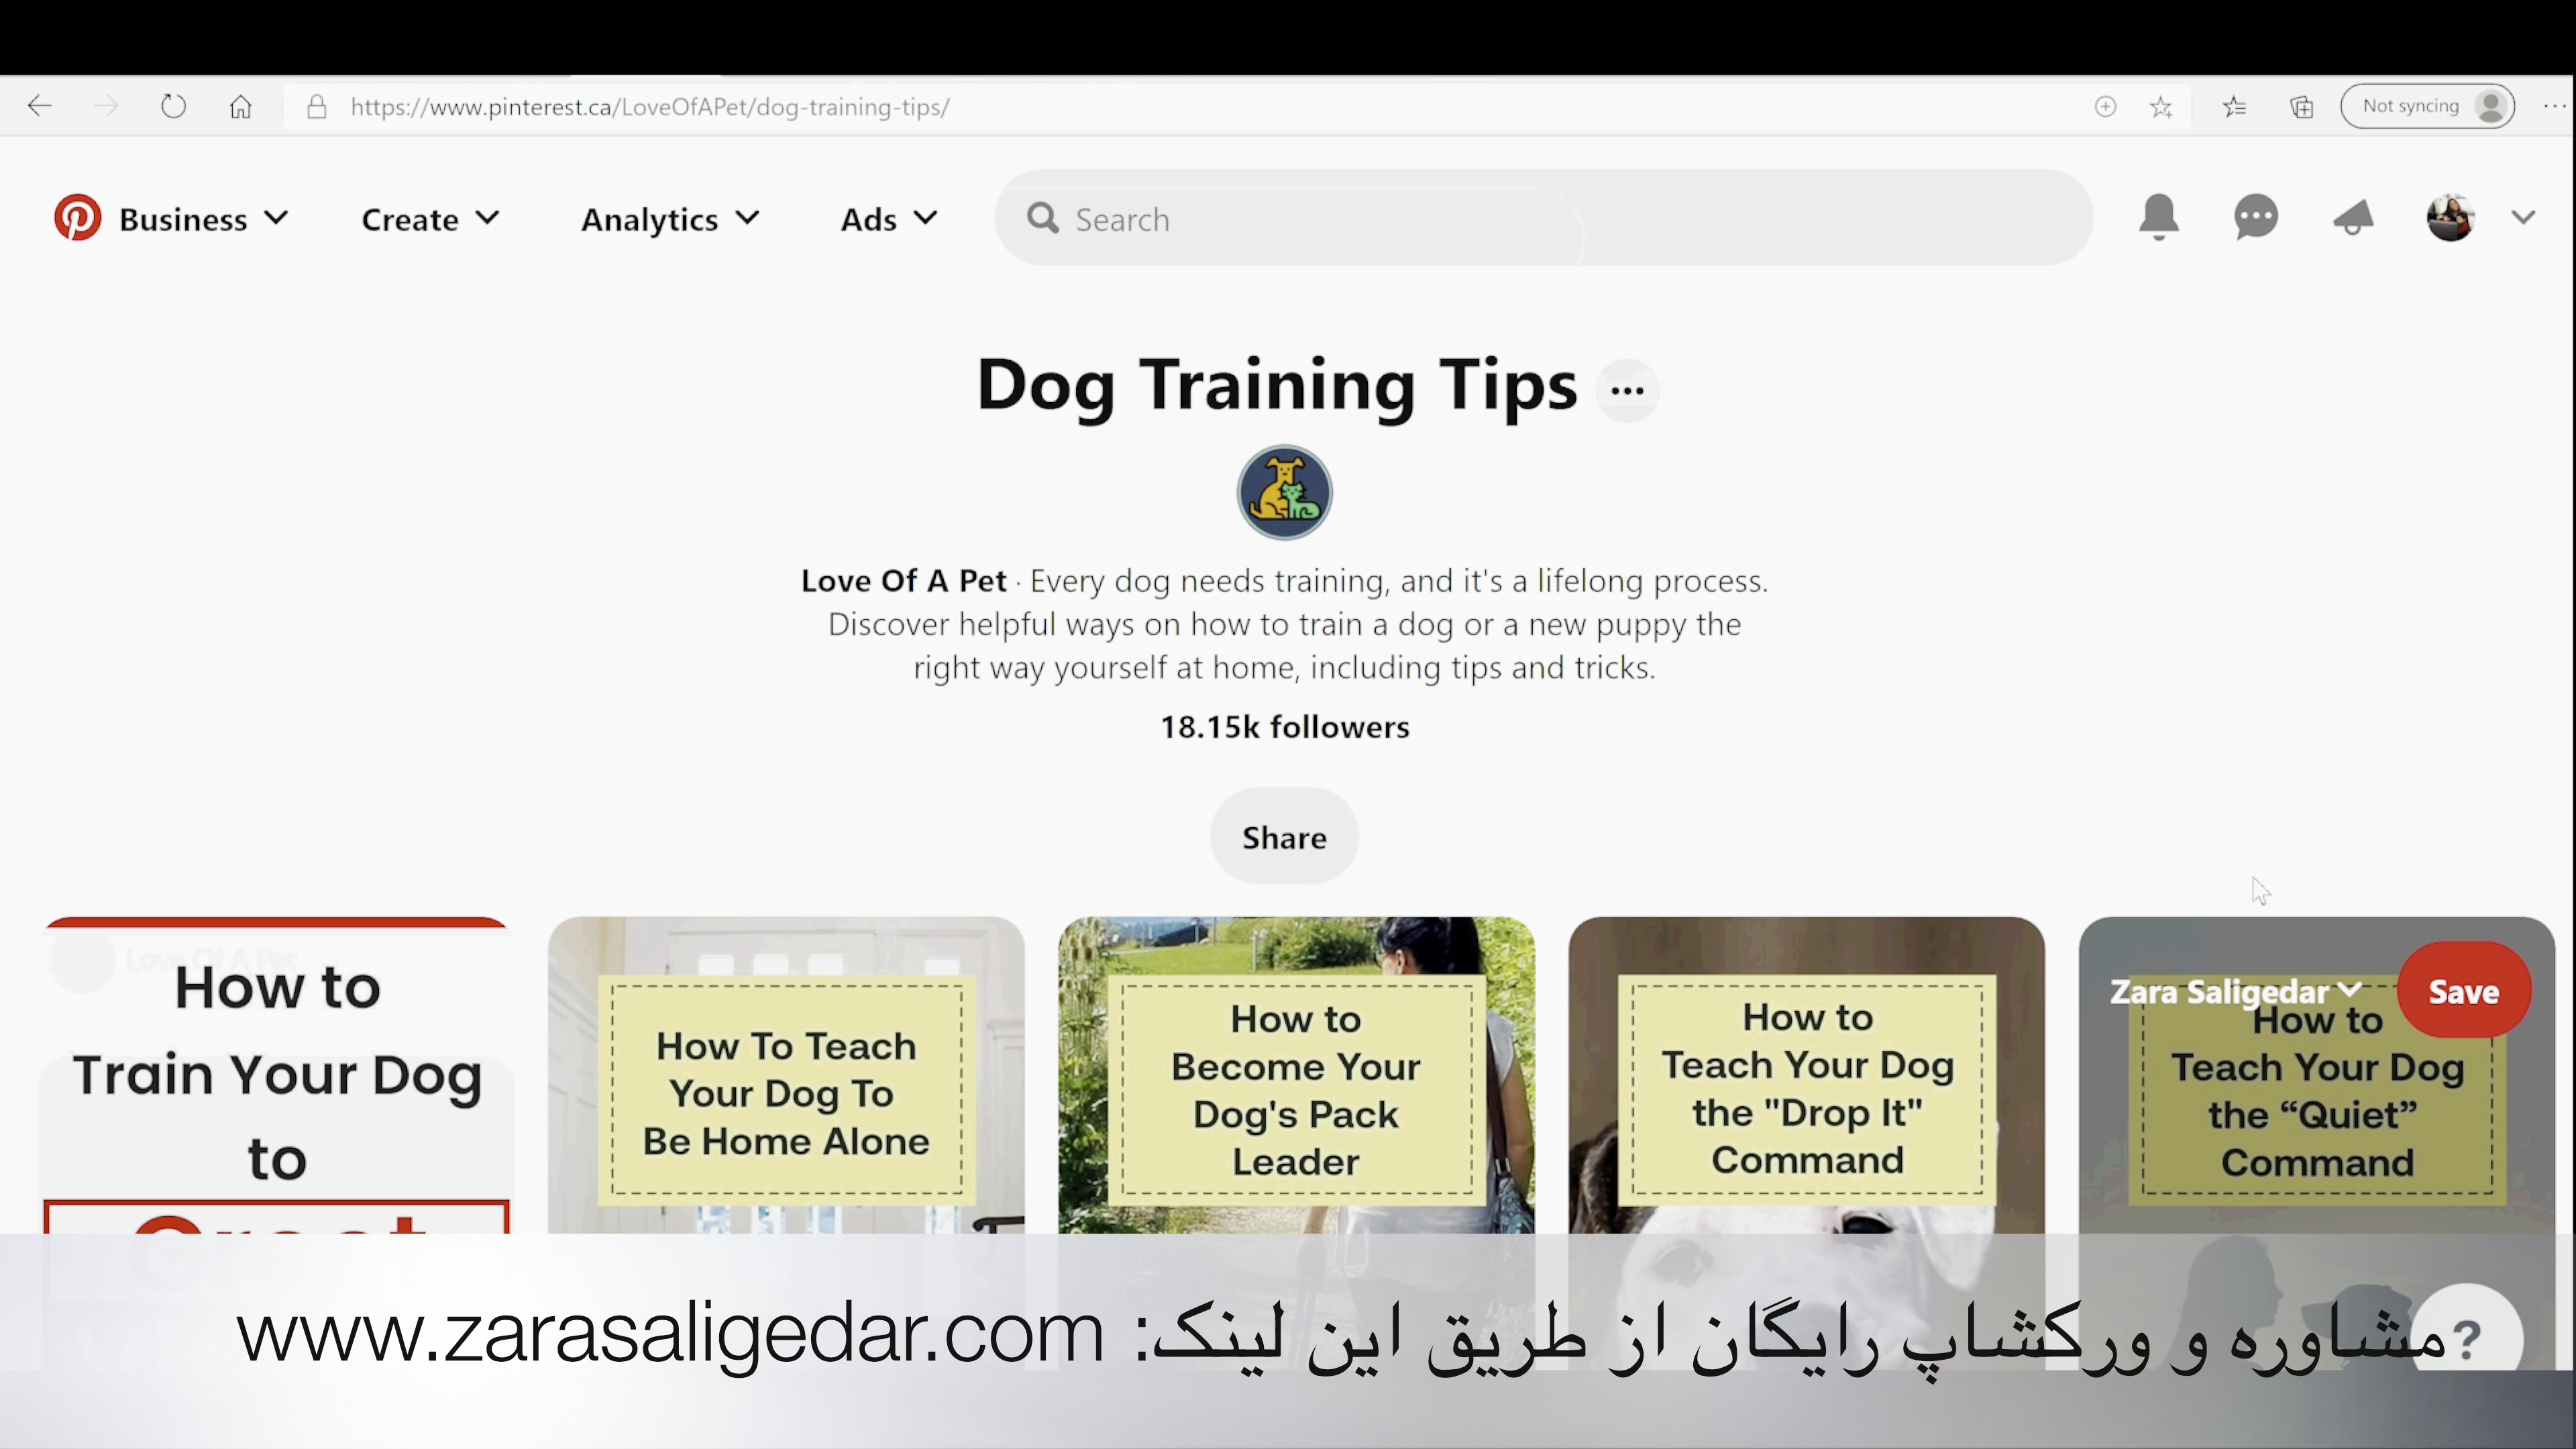 https://www.pinterest.ca/LoveOfAPet/dog-training-tips/
Not syncing
Business
Create
Analytics
Ads
Search
Dog Training Tips
Love Of A Pet · Every dog needs training, and it's a lifelong process.
Discover helpful ways on how to train a dog or a new puppy the
right way yourself at home, including tips and tricks.
18.15k followers
Share
Love Of A Pet
How to
Train Your Dog
to
Great
How To Teach
Your Dog To
Be Home Alone
How to
Become Your
Dog's Pack
Leader
How to
Teach Your Dog
the "Drop It"
Command
Zara Saligedar
Save
How to
Teach Your Dog
the “Quiet”
Command
مشاوره و ورکشاپ رایگان از طریق این لینک: www.zarasaligedar.com
?